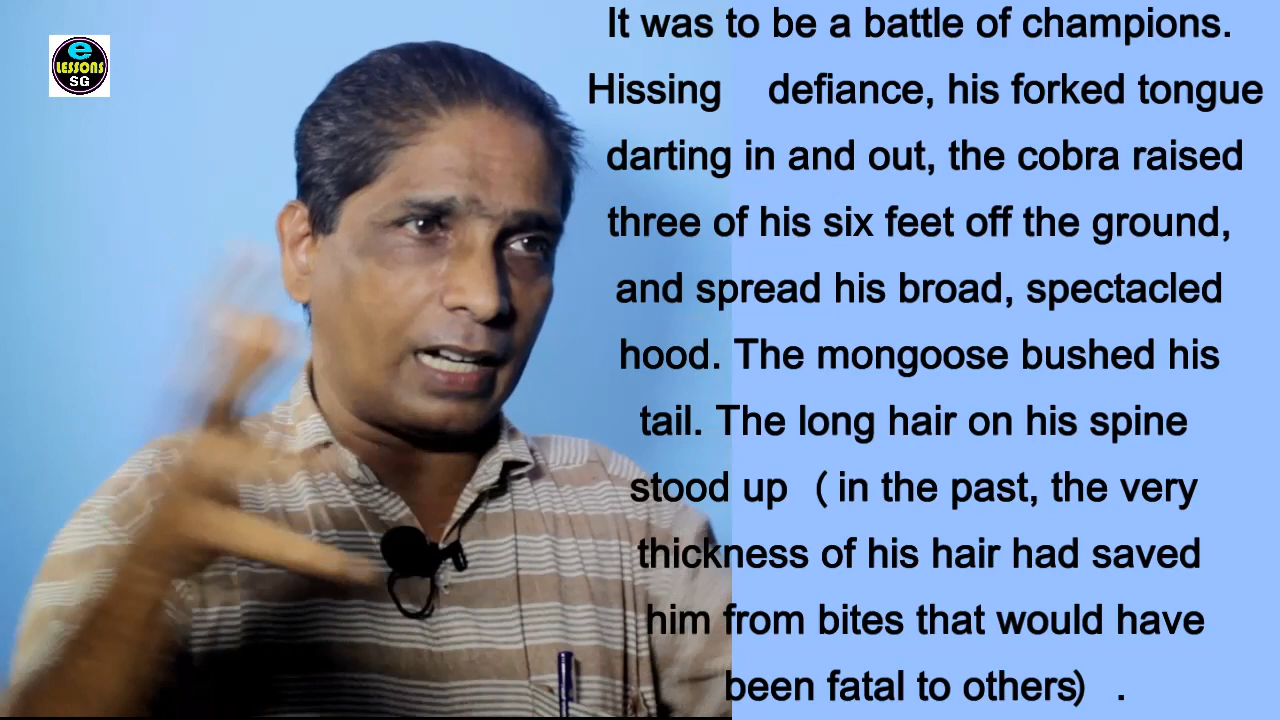 e
LESSONS
SG
It was to be a battle of champions.
Hissing defiance, his forked tongue
darting in and out, the cobra raised
three of his six feet off the ground,
and spread his broad, spectacled
hood. The mongoose bushed his
tail. The long hair on his spine
stood up ( in the past, the very
thickness of his hair had saved
him from bites that would have
been fatal to others) .